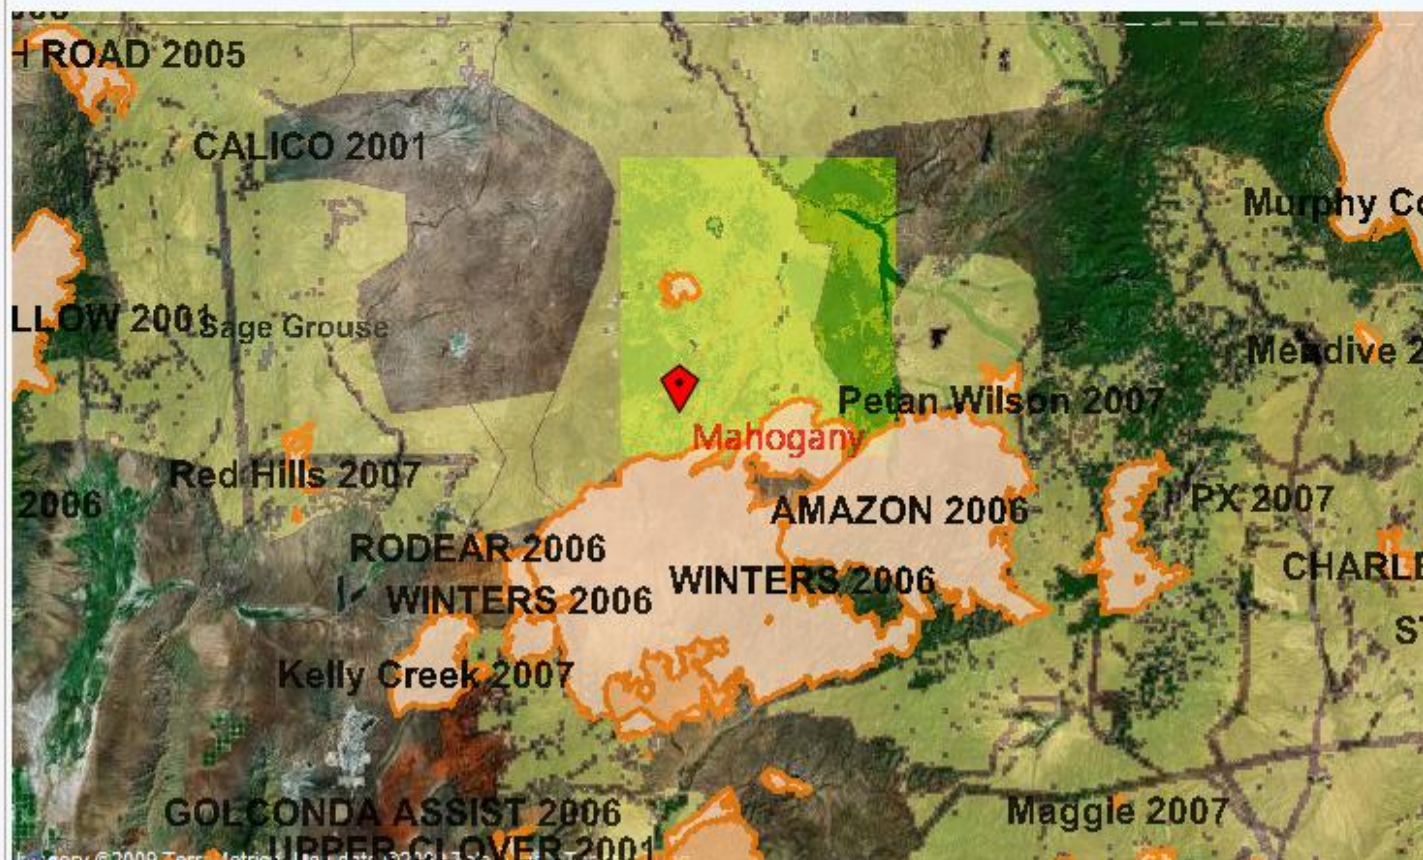 H ROAD 2005
CALICO 2001
Murphy Co
LLOW 2001
Sage Grouse
Mendive 2
Petan Wilson 2007
Mahogany
Red Hills 2007
2006
PX 2007
AMAZON 2006
RODEAR 2006
WINTERS 2006
CHARLE
WINTERS 2006
ST
Kelly Creek 2007
GOLCONDA ASSIST 2006
Maggie 2007
UPPER CLOVER 2001